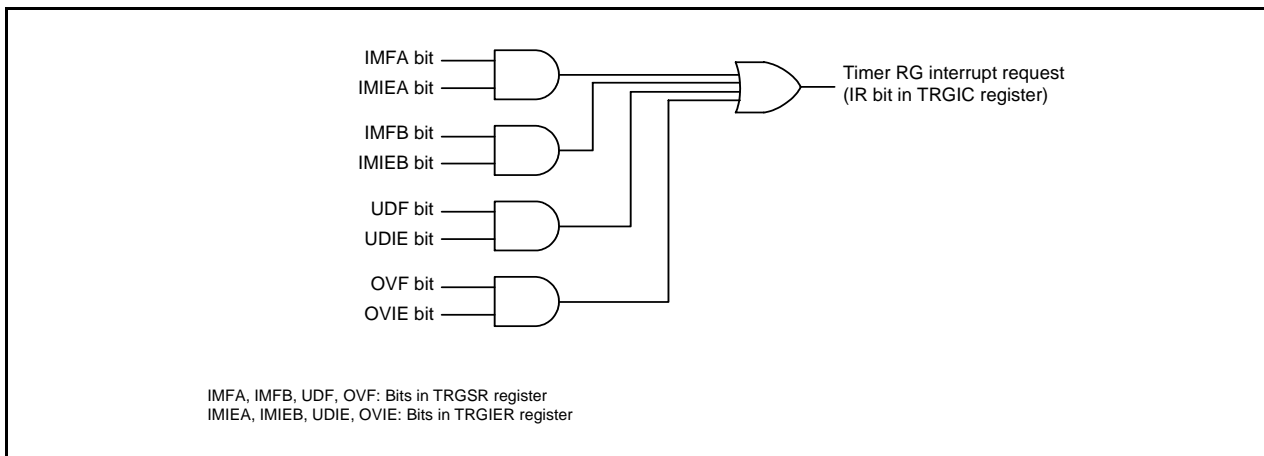 IMFA bit
IMIEA bit
Timer RG interrupt request
(IR bit in TRGIC register)
IMFB bit
IMIEB bit
UDF bit
UDIE bit
OVF bit
OVIE bit
IMFA, IMFB, UDF, OVF: Bits in TRGSR register
IMIEA, IMIEB, UDIE, OVIE: Bits in TRGIER register